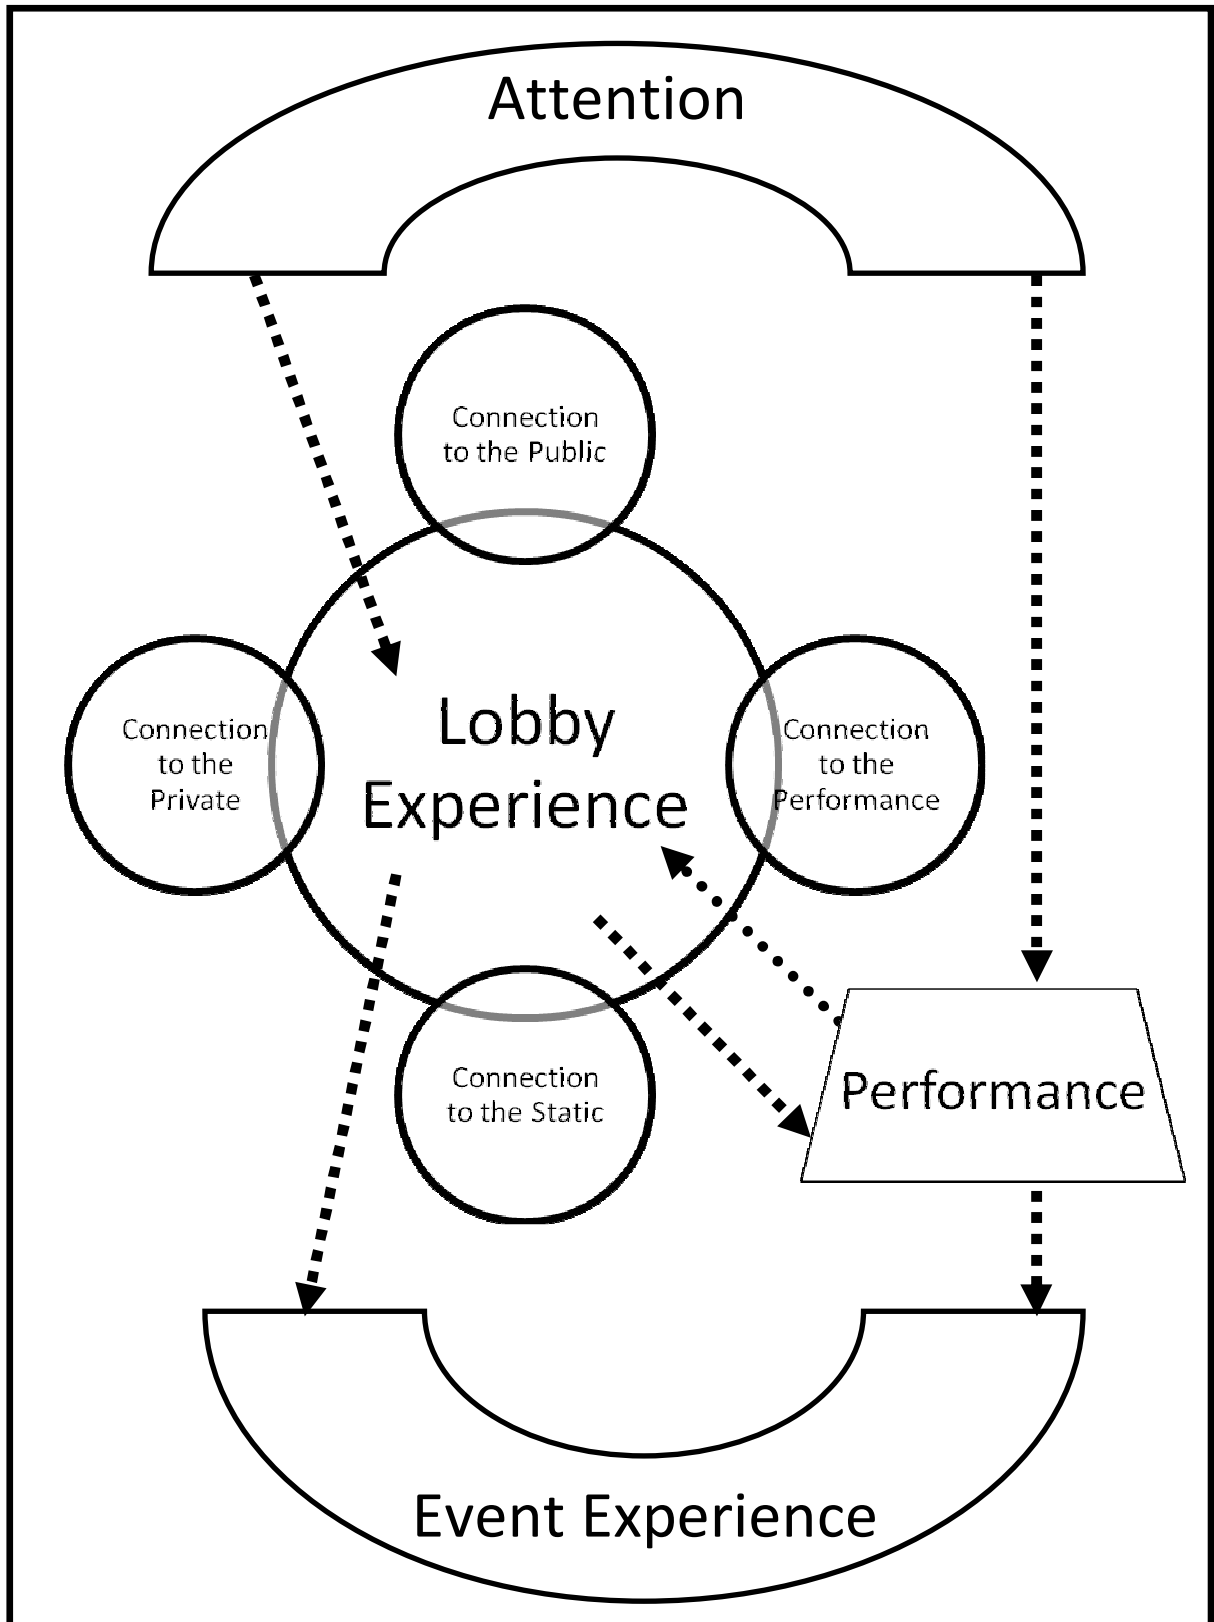 Attention
Connection
to the Public
Connection
to the
Private
Lobby
Experience
Connection
to the
Performance
Connection
to the Static
Performance
Event Experience